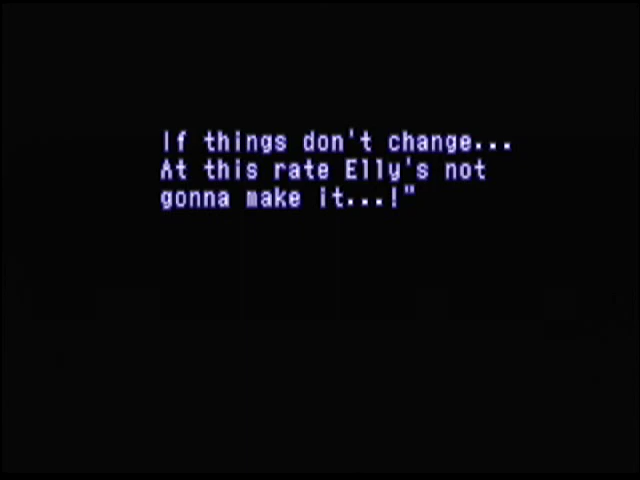 If things don't change...
At this rate Elly's not
gonna make it...!"